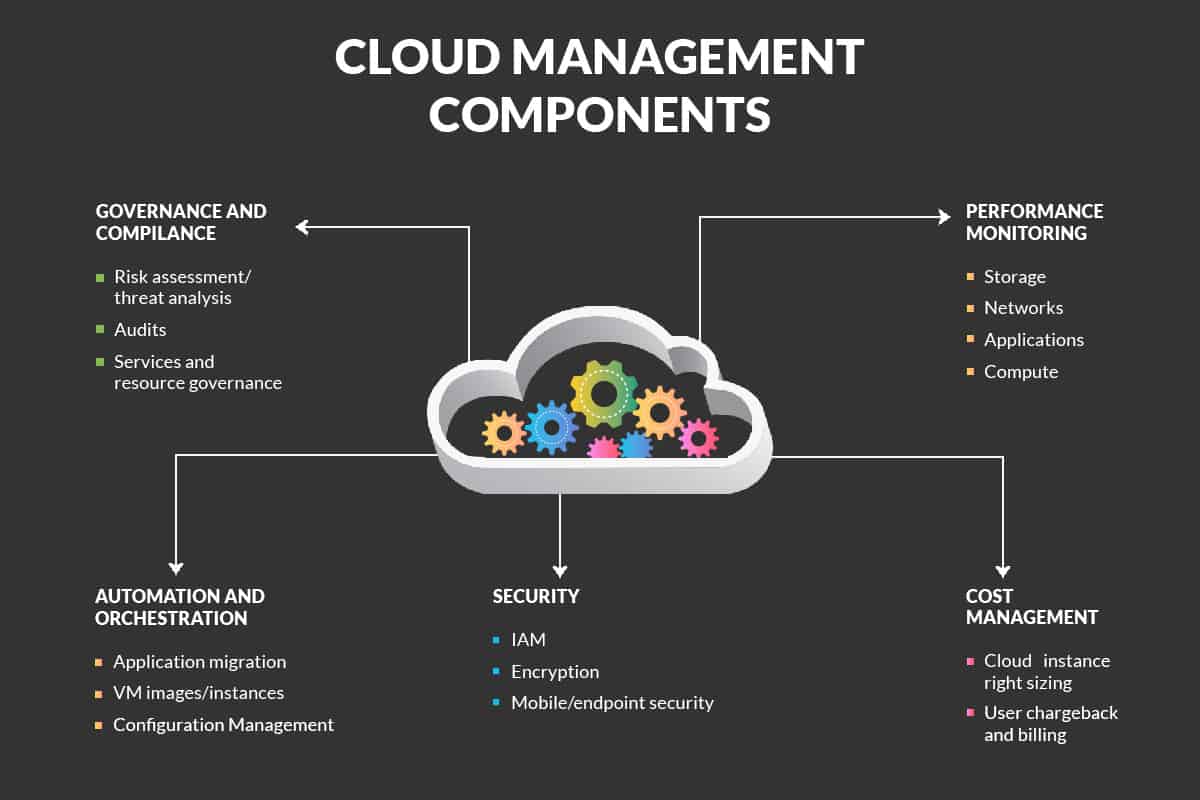 CLOUD MANAGEMENT
COMPONENTS
GOVERNANCE AND
COMPILANCE
Risk assessment/
threat analysis
Audits
Services and
resource governance
PERFORMANCE
MONITORING
Storage
Networks
Applications
Compute
AUTOMATION AND
ORCHESTRATION
Application migration
VM images/instances
Configuration Management
SECURITY
IAM
Encryption
Mobile/endpoint security
COST
MANAGEMENT
Cloud instance
right sizing
User chargeback
and billing